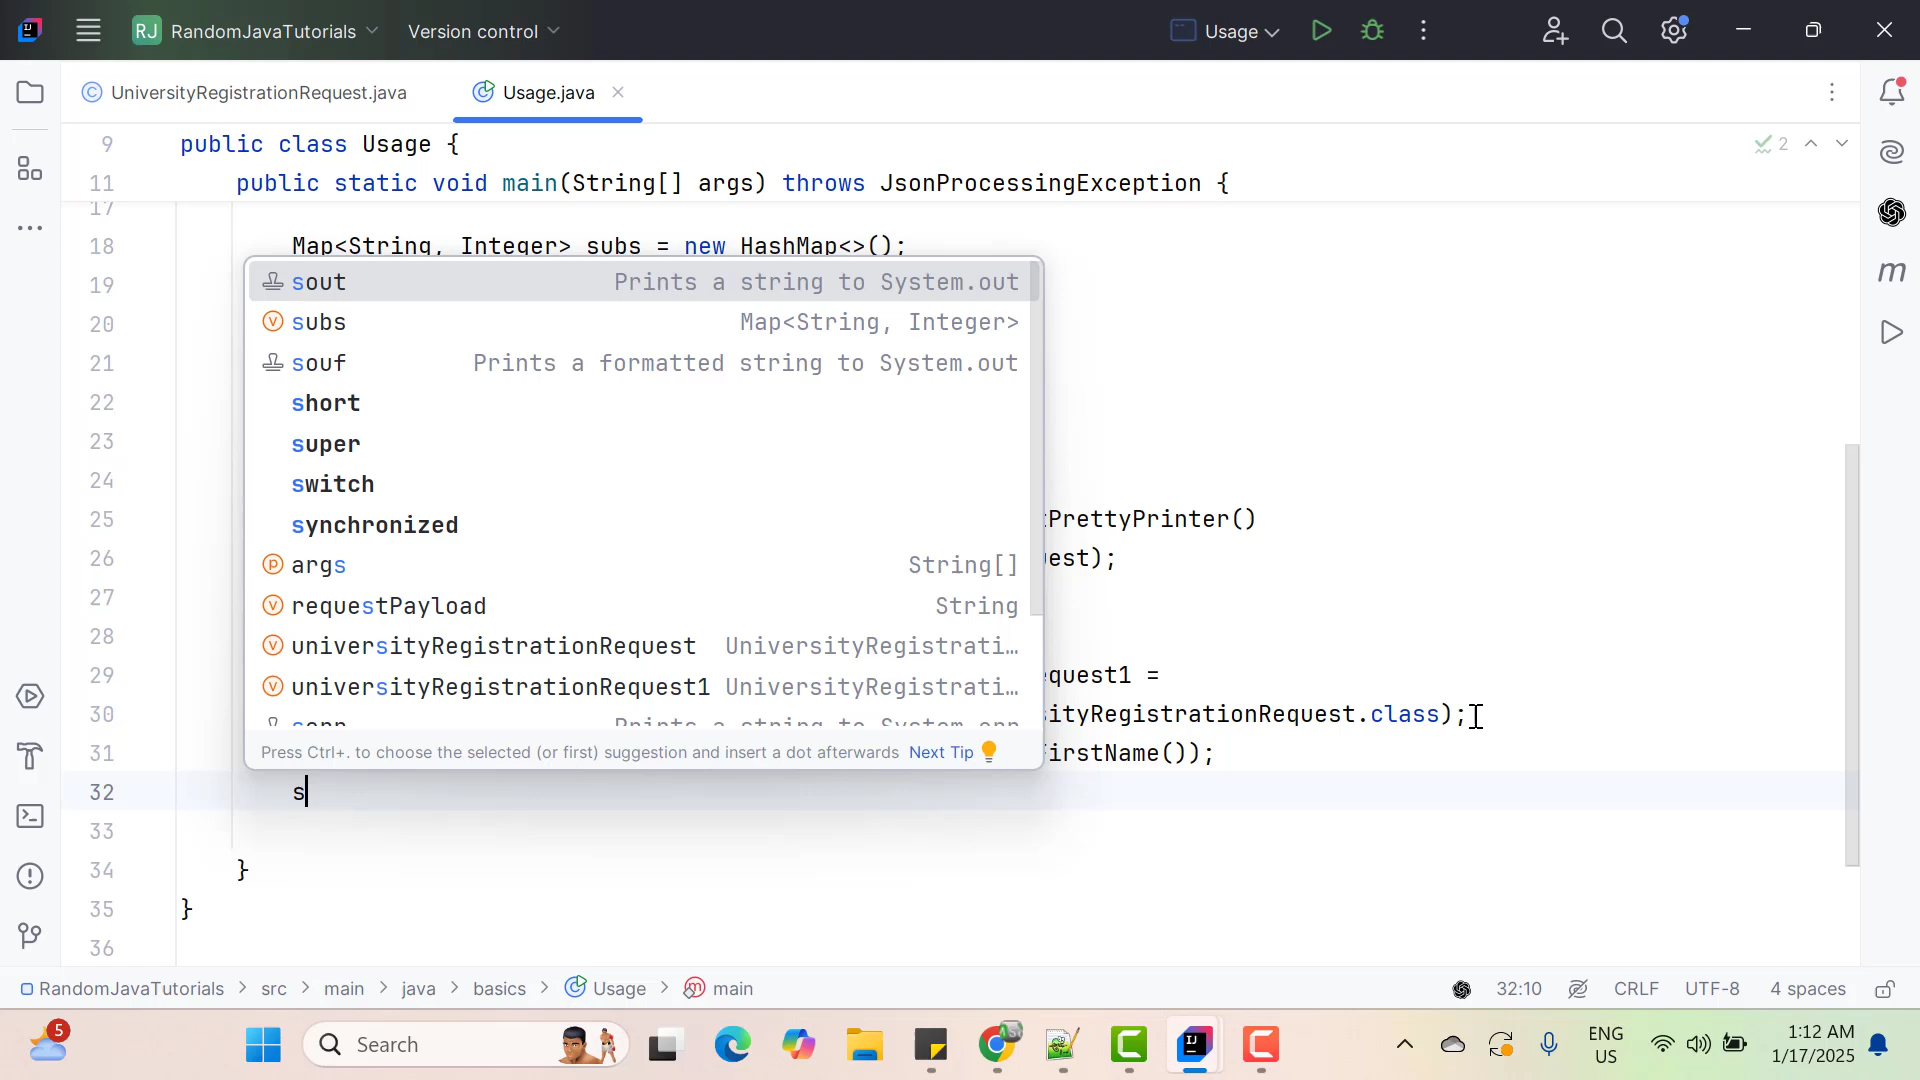 RJ RandomJavaTutorials Version control Usage
UniversityRegistrationRequest.java Usage.java
9 public class Usage { 2
11 public static void main(String[] args) throws JsonProcessingException {
17
18 Map<String, Integer> subs = new HashMap<>();
19 sout Prints a string to System.out
20 subs Map<String, Integer>
21 souf Prints a formatted string to System.out
22 short
23 super
24 switch
25 synchronized tPrettyPrinter()
26 args String[] est);
27 requestPayload String
28 universityRegistrationRequest UniversityRegistrati…
29 universityRegistrationRequest1 UniversityRegistrati… quest1 =
30 sityRegistrationRequest.class);
31 Press Ctrl+. to choose the selected (or first) suggestion and insert a dot afterwards Next Tip irstName());
32 s
33
34 }
35 }
36
RandomJavaTutorials > src > main > java > basics > Usage > main 32:10 CRLF UTF-8 4 spaces
5 Search ENG US 1:12 AM 1/17/2025